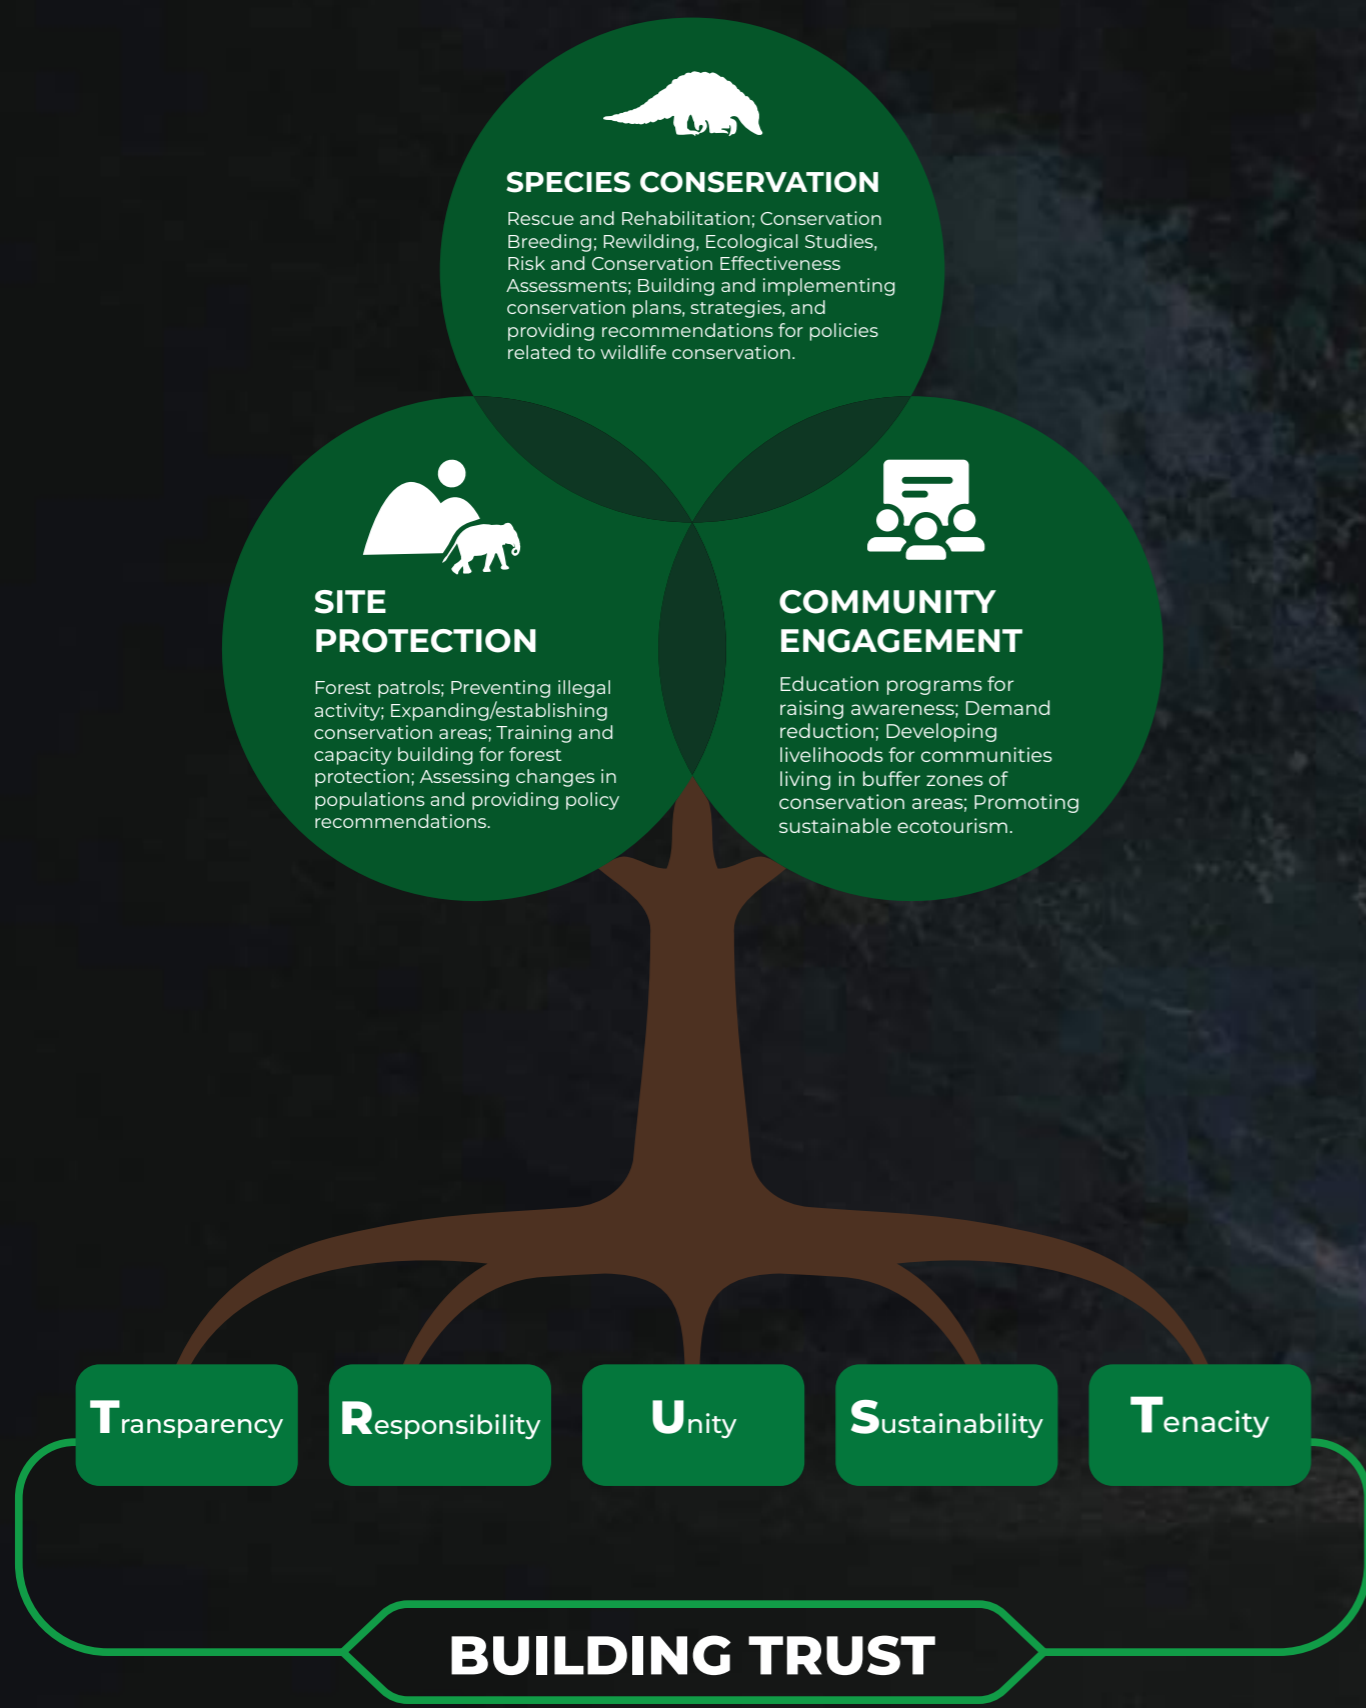 SPECIES CONSERVATION
Rescue and Rehabilitation; Conservation
Breeding; Rewilding, Ecological Studies,
Risk and Conservation Effectiveness
Assessments; Building and implementing
conservation plans, strategies, and
providing recommendations for policies
related to wildlife conservation.
SITE
PROTECTION
Forest patrols; Preventing illegal
activity; Expanding/establishing
conservation areas; Training and
capacity building for forest
protection; Assessing changes in
populations and providing policy
recommendations.
COMMUNITY
ENGAGEMENT
Education programs for
raising awareness; Demand
reduction; Developing
livelihoods for communities
living in buffer zones of
conservation areas; Promoting
sustainable ecotourism.
Transparency
Responsibility
Unity
Sustainability
Tenacity
BUILDING TRUST